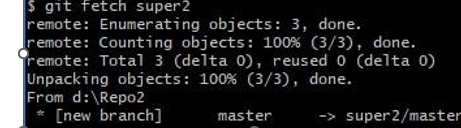 $ git fetch super2
remote: Enumerating objects: 3, done.
remote: Counting objects: 100% (3/3), done.
remote: Total 3 (delta 0), reused 0 (delta 0)
Unpacking objects: 100% (3/3), done.
From d:\Repo2
 * [new branch]      master     -> super2/master